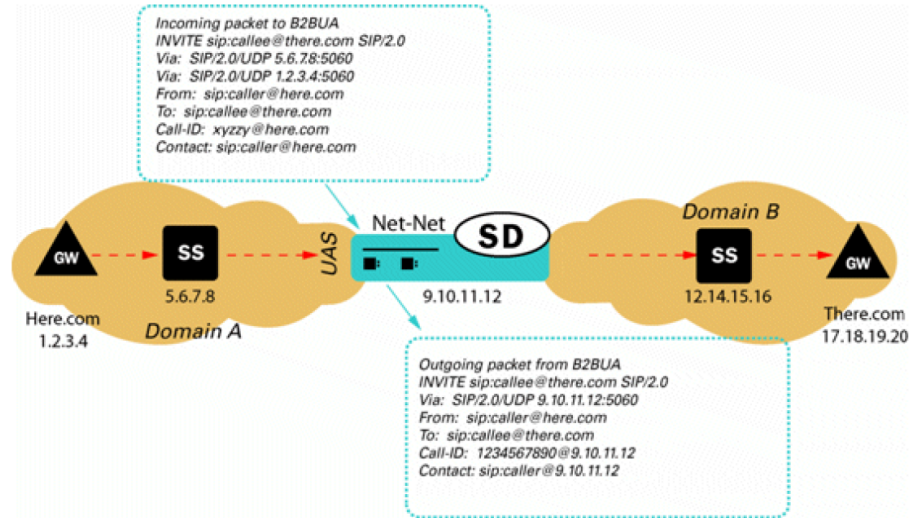 Incoming packet to B2BUA
INVITE sip:callee@there.com SIP/2.0
Via: SIP/2.0/UDP 5.6.7.8:5060
Via: SIP/2.0/UDP 1.2.3.4:5060
From: sip:caller@here.com
To: sip:callee@there.com
Call-ID: xyzzy@here.com
Contact: sip:caller@here.com
GW
Here.com
1.2.3.4
SS
5.6.7.8
Domain A
UAS
Net-Net
SD
9.10.11.12
Domain B
SS
12.14.15.16
GW
There.com
17.18.19.20
Outgoing packet from B2BUA
INVITE sip:callee@there.com SIP/2.0
Via: SIP/2.0/UDP 9.10.11.12:5060
From: sip:caller@here.com
To: sip:callee@there.com
Call-ID: 1234567890@9.10.11.12
Contact: sip:caller@9.10.11.12